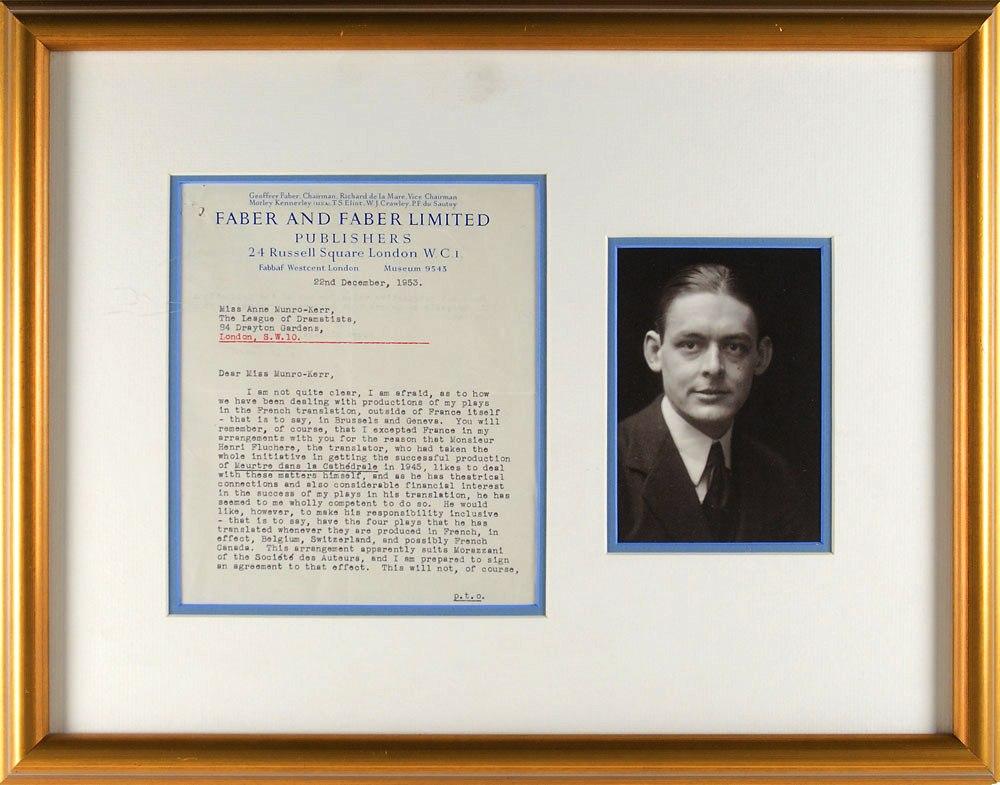 Geoffrey Faber, Chairman, Richard de la Mare, Vice Chairman
Morley Kennerley (U.S.A.), T.S. Eliot, W.J. Crawley, P.F. du Sautoy
FABER AND FABER LIMITED
PUBLISHERS
24 Russell Square London W.C.1
Fabbaf Westcent London Museum 9543
22nd December, 1953.
Miss Anne Munro-Kerr,
The League of Dramatists,
84 Drayton Gardens,
London, S.W.10.
Dear Miss Munro-Kerr,
I am not quite clear, I am afraid, as to how
we have been dealing with productions of my plays
in the French translation, outside of France itself
- that is to say, in Brussels and Geneva. You will
remember, of course, that I excepted France in my
arrangements with you for the reason that Monsieur
Henri Fluchere, the translator, who had taken the
whole initiative in getting the successful production
of Meurtre dans la Cathédrale in 1945, likes to deal
with these matters himself, and as he has theatrical
connections and also considerable financial interest
in the success of my plays in his translation, he has
seemed to me wholly competent to do so. He would
like, however, to make his responsibility inclusive
- that is to say, have the four plays that he has
translated whenever they are produced in French, in
effect, Belgium, Switzerland, and possibly French
Canada. This arrangement apparently suits Morazzani
of the Société des Auteurs, and I am prepared to sign
an agreement to that effect. This will not, of course,
p.t.o.